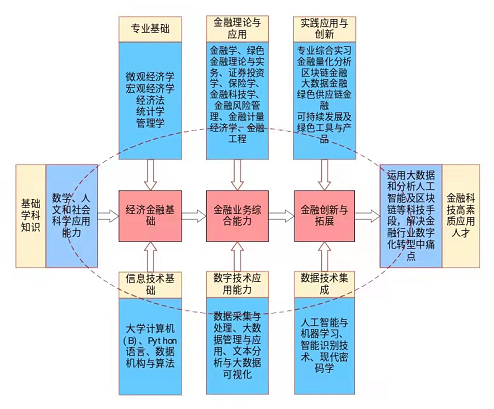 专业基础
微观经济学
宏观经济学
经济法
统计学
管理学
金融理论与
应用
金融学、绿色
金融理论与实
务、证券投资
学、保险学、
金融科技学、
金融风险管
理、金融计量
经济学、金融
工程
实践应用与
创新
专业综合实习
金融量化分析
区块链金融
大数据金融
绿色供应链金
融
可持续发展及
绿色工具与产
品
基础
学科
知识
数学、人
文和社会
科学应用
能力
经济金融基
础
金融业务综
合能力
金融创新与
拓展
运用大数据
和分析人工
智能及区块
链等科技手
段，解决金
融行业数字
化转型中痛
点
金融科
技高素
质应用
人才
信息技术基
础
大学计算机
(B)、Python
语言、数据
机构与算法
数字技术应
用能力
数据采集与
处理、大数
据管理与应
用、文本分
析与大数据
可视化
数据技术集
成
人工智能与
机器学习、
智能识别技
术、现代密
码学